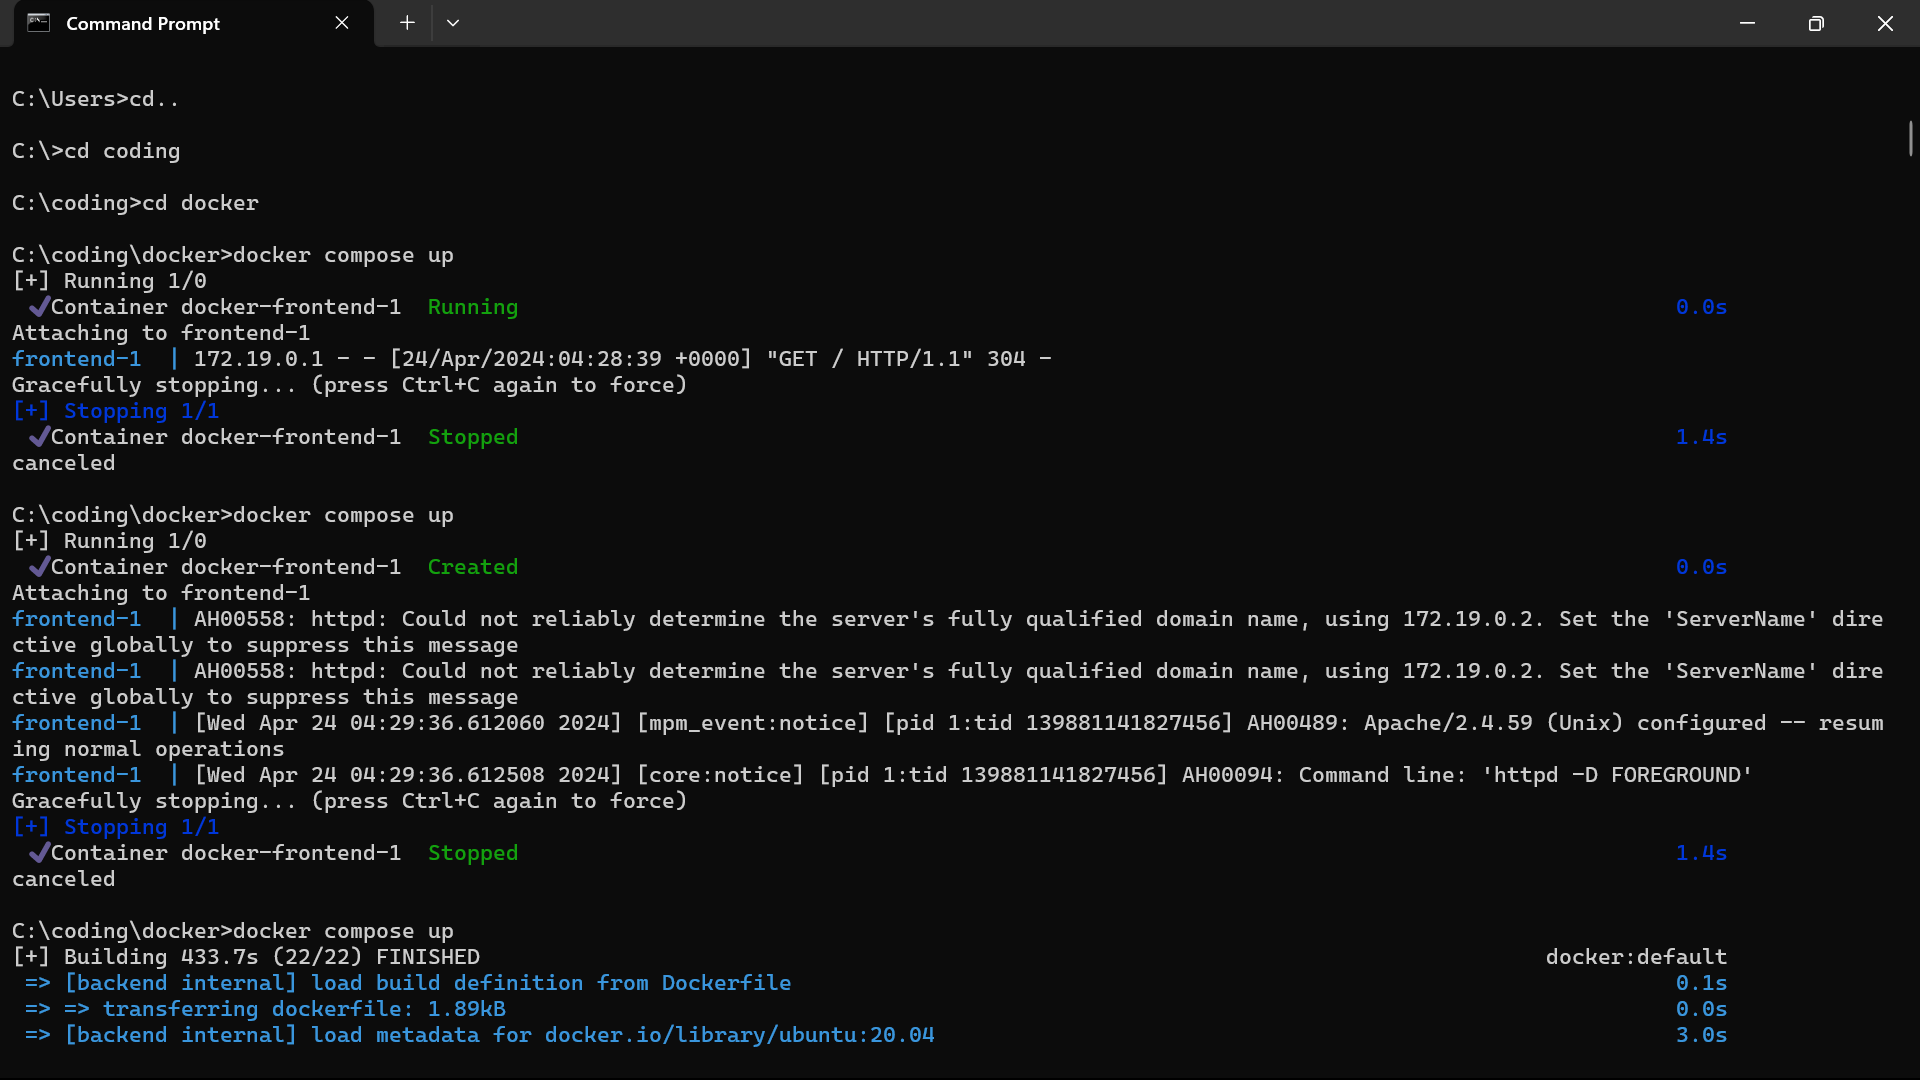 Command Prompt
C:\Users>cd..
C:\>cd coding
C:\coding>cd docker
C:\coding\docker>docker compose up
[+] Running 1/0
✔Container docker-frontend-1  Running 0.0s
Attaching to frontend-1
frontend-1  | 172.19.0.1 - - [24/Apr/2024:04:28:39 +0000] "GET / HTTP/1.1" 304 -
Gracefully stopping... (press Ctrl+C again to force)
[+] Stopping 1/1
✔Container docker-frontend-1  Stopped 1.4s
canceled
C:\coding\docker>docker compose up
[+] Running 1/0
✔Container docker-frontend-1  Created 0.0s
Attaching to frontend-1
frontend-1  | AH00558: httpd: Could not reliably determine the server's fully qualified domain name, using 172.19.0.2. Set the 'ServerName' dire
ctive globally to suppress this message
frontend-1  | AH00558: httpd: Could not reliably determine the server's fully qualified domain name, using 172.19.0.2. Set the 'ServerName' dire
ctive globally to suppress this message
frontend-1  | [Wed Apr 24 04:29:36.612060 2024] [mpm_event:notice] [pid 1:tid 139881141827456] AH00489: Apache/2.4.59 (Unix) configured -- resum
ing normal operations
frontend-1  | [Wed Apr 24 04:29:36.612508 2024] [core:notice] [pid 1:tid 139881141827456] AH00094: Command line: 'httpd -D FOREGROUND'
Gracefully stopping... (press Ctrl+C again to force)
[+] Stopping 1/1
✔Container docker-frontend-1  Stopped 1.4s
canceled
C:\coding\docker>docker compose up
[+] Building 433.7s (22/22) FINISHED docker:default
=> [backend internal] load build definition from Dockerfile 0.1s
=> => transferring dockerfile: 1.89kB 0.0s
=> [backend internal] load metadata for docker.io/library/ubuntu:20.04 3.0s